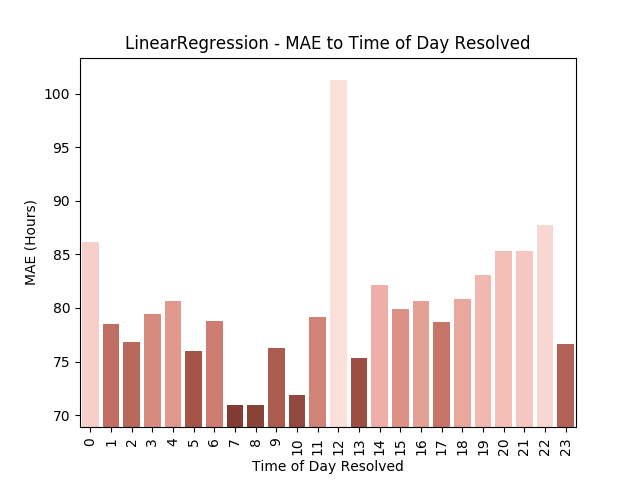 LinearRegression - MAE to Time of Day Resolved
100
95
90
85
80
75
70
MAE (Hours)
0 1 2 3 4 5 6 7 8 9 10 11 12 13 14 15 16 17 18 19 20 21 22 23
Time of Day Resolved